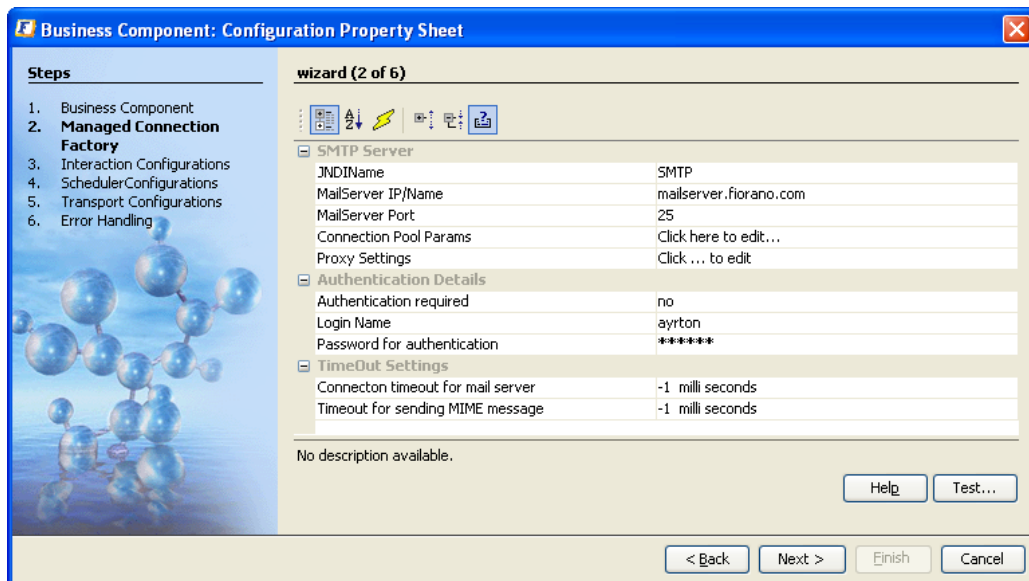 Business Component: Configuration Property Sheet
Steps
1. Business Component
2. Managed Connection
Factory
3. Interaction Configurations
4. SchedulerConfigurations
5. Transport Configurations
6. Error Handling
wizard (2 of 6)
SMTP Server
JNDIName SMTP
MailServer IP/Name mailserver.fiorano.com
MailServer Port 25
Connection Pool Params Click here to edit...
Proxy Settings Click ... to edit
Authentication Details
Authentication required no
Login Name ayrton
Password for authentication ******
TimeOut Settings
Connecton timeout for mail server -1 milli seconds
Timeout for sending MIME message -1 milli seconds
No description available.
Help Test...
< Back Next > Finish Cancel